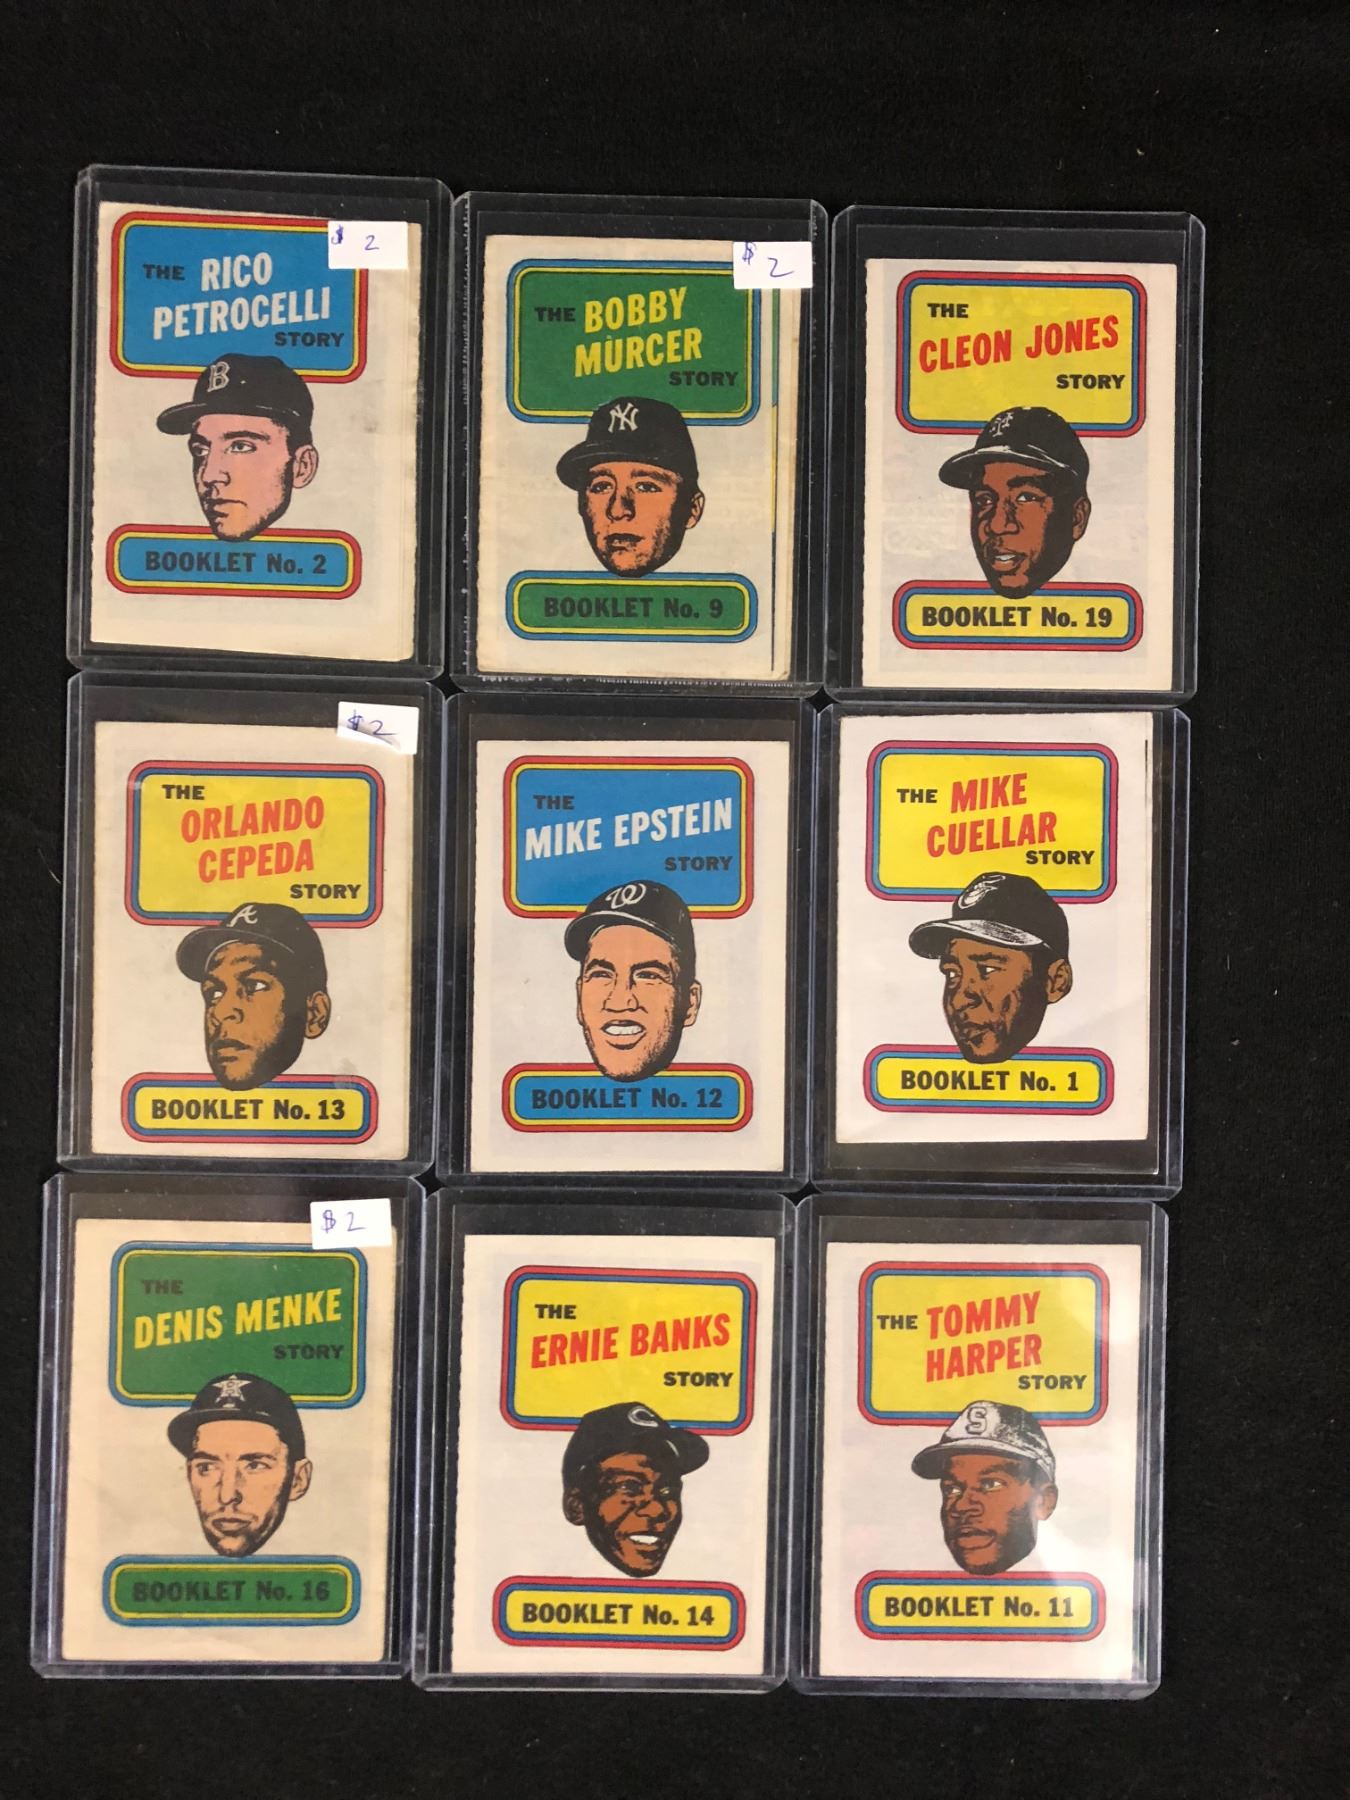 $ 2
THE RICO
PETROCELLI
STORY
B
BOOKLET No. 2
$ 2
THE BOBBY
MURCER
STORY
NY
BOOKLET No. 9
THE
CLEON JONES
STORY
NY
BOOKLET No. 19
$ 2
THE
ORLANDO
CEPEDA
STORY
A
BOOKLET No. 13
THE
MIKE EPSTEIN
STORY
W
BOOKLET No. 12
THE MIKE
CUELLAR
STORY
BOOKLET No. 1
$ 2
THE
DENIS MENKE
STORY
H
BOOKLET No. 16
THE
ERNIE BANKS
STORY
C
BOOKLET No. 14
THE TOMMY
HARPER
STORY
S
BOOKLET No. 11